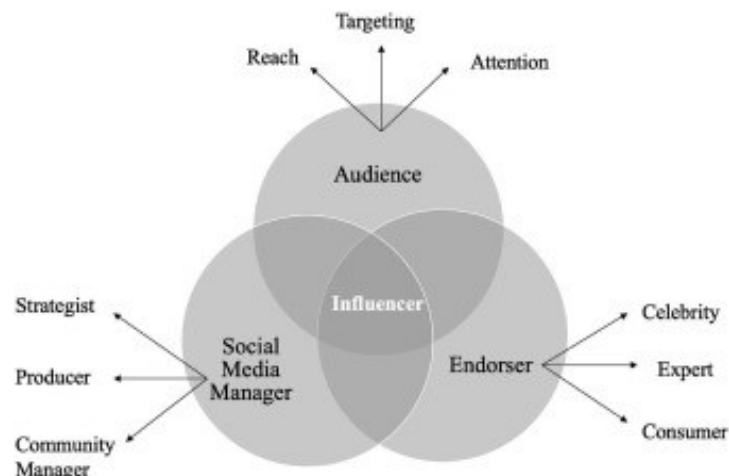 Targeting
Reach
Attention
Audience
Influencer
Strategist
Producer
Community
Manager
Social
Media
Manager
Endorser
Celebrity
Expert
Consumer